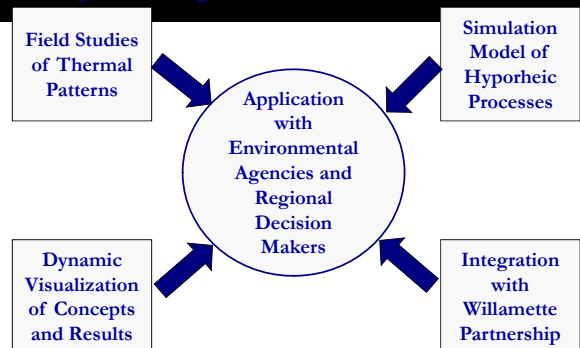 Field Studies
of Thermal
Patterns
Simulation
Model of
Hyporheic
Processes
Application
with
Environmental
Agencies and
Regional
Decision
Makers
Dynamic
Visualization
of Concepts
and Results
Integration
with
Willamette
Partnership